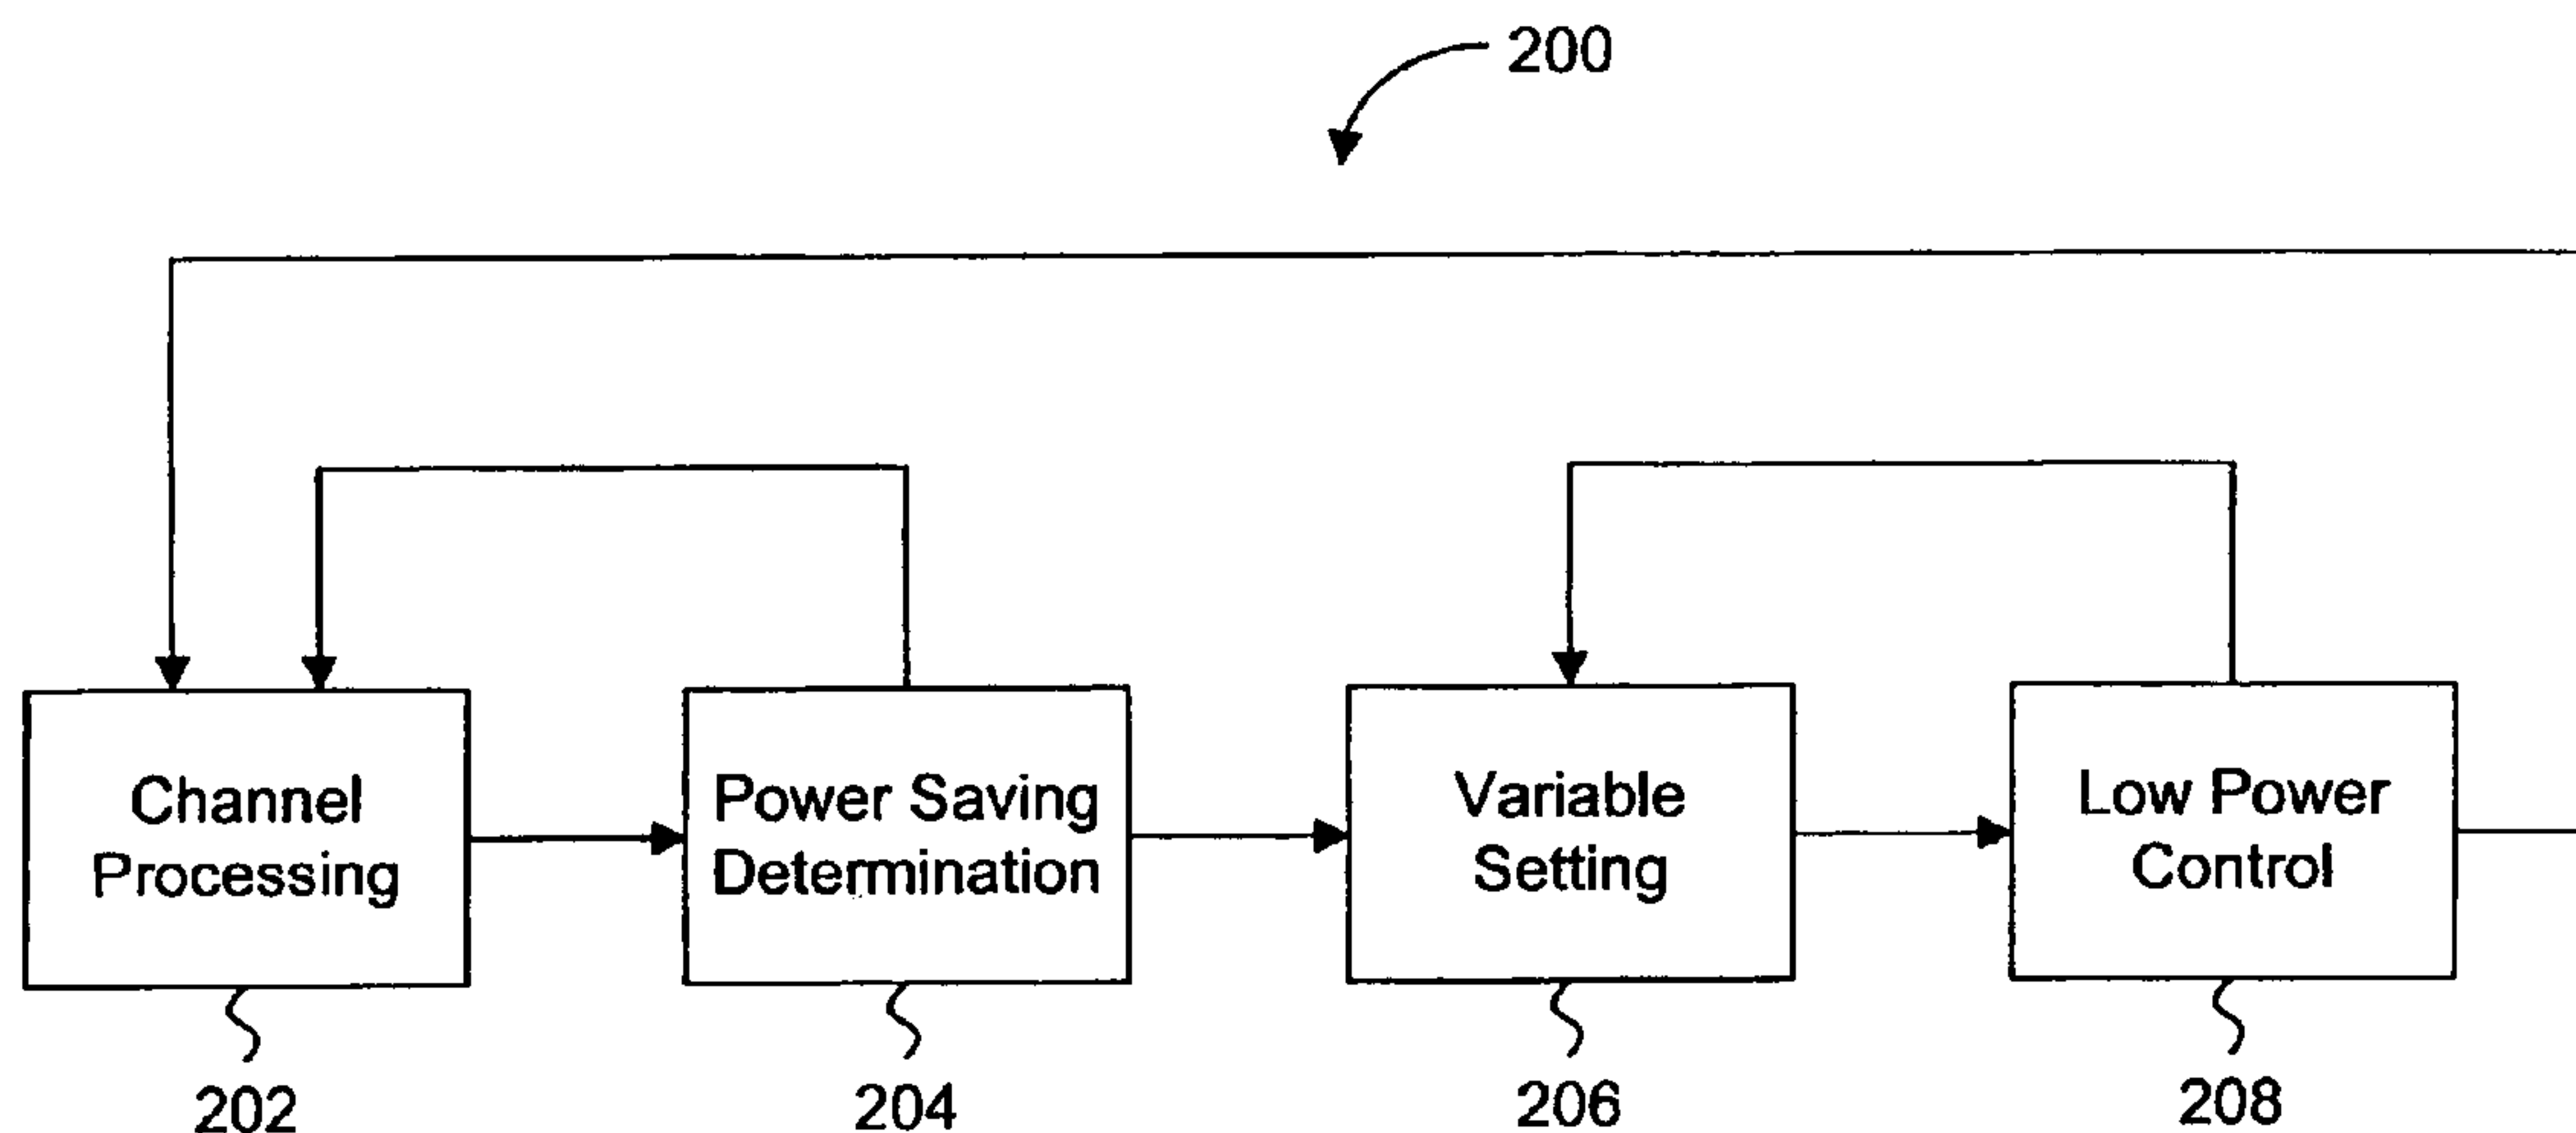 200
Channel
Processing
Power Saving
Determination
Variable
Setting
Low Power
Control
202
204
206
208